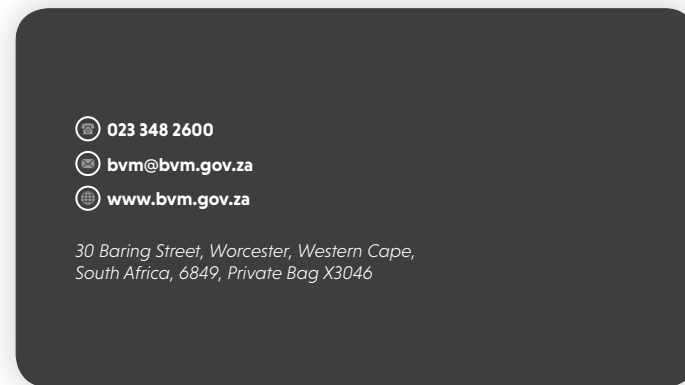 023 348 2600
bvm@bvm.gov.za
www.bvm.gov.za
30 Baring Street, Worcester, Western Cape,
South Africa, 6849, Private Bag X3046